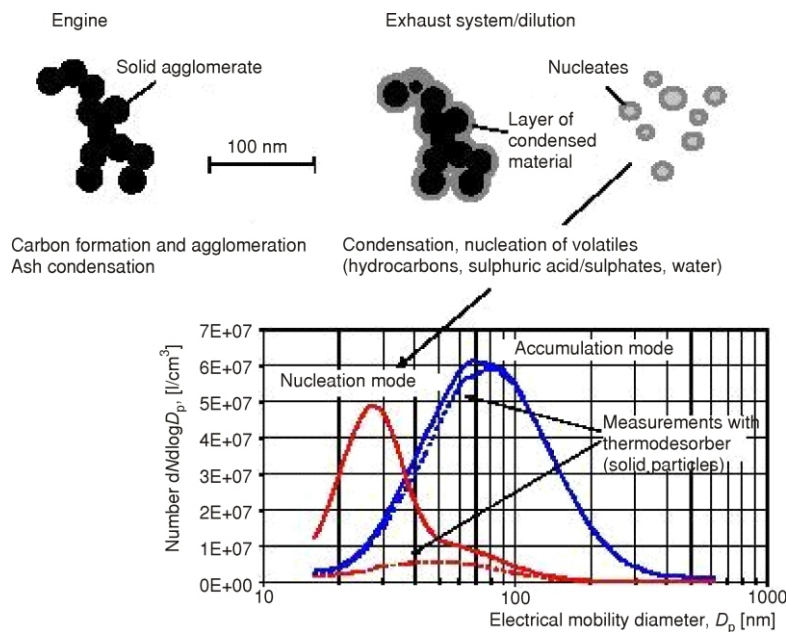 Engine
Exhaust system/dilution
Solid agglomerate
Nucleates
Layer of
condensed
material
100 nm
Carbon formation and agglomeration
Ash condensation
Condensation, nucleation of volatiles
(hydrocarbons, sulphuric acid/sulphates, water)
7E+07
6E+07
5E+07
4E+07
3E+07
2E+07
1E+07
0E+00
Number dNdlogDp, [l/cm³]
Accumulation mode
Nucleation mode
Measurements with
thermodesorber
(solid particles)
10
100
1000
Electrical mobility diameter, Dp [nm]